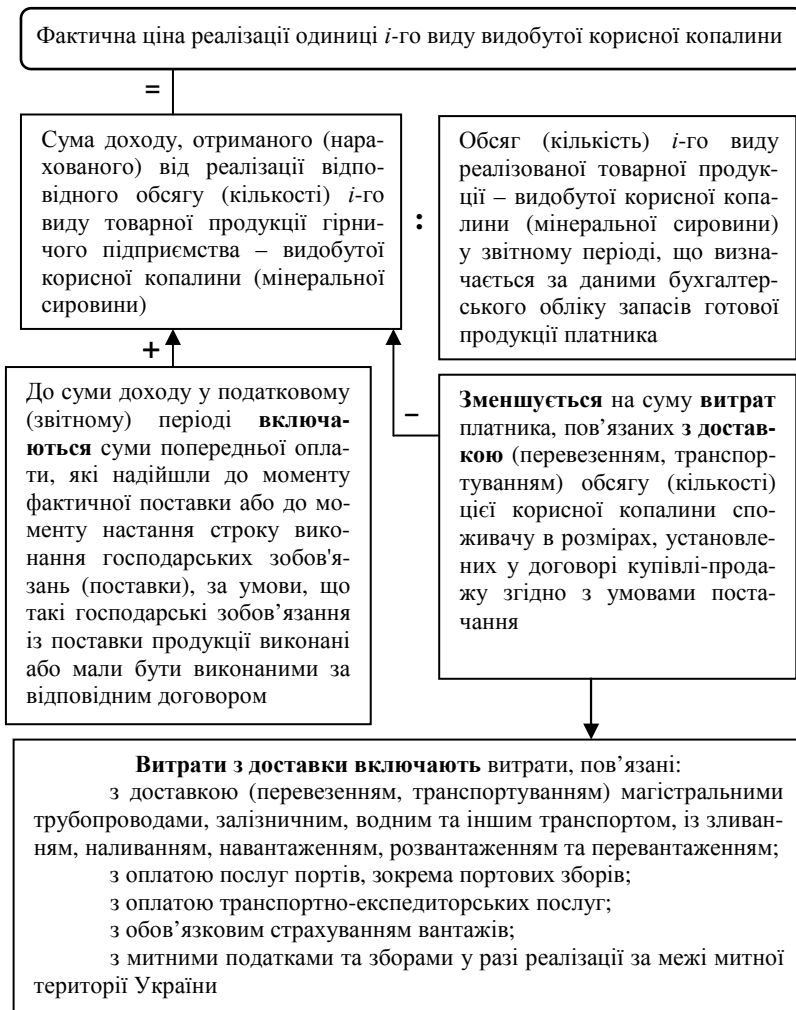 Фактична ціна реалізації одиниці i-го виду видобутої корисної копалини
=
Сума доходу, отриманого (нара-
хованого) від реалізації відпо-
відного обсягу (кількості) i-го
виду товарної продукції гірни-
чого підприємства – видобутої
корисної копалини (мінеральної
сировини)
:
Обсяг (кількість) i-го виду
реалізованої товарної продук-
ції – видобутої корисної копа-
лини (мінеральної сировини)
у звітному періоді, що визна-
чається за даними бухгалтер-
ського обліку запасів готової
продукції платника
+
До суми доходу у податковому
(звітному) періоді включа-
ються суми попередньої опла-
ти, які надійшли до моменту
фактичної поставки або до мо-
менту настання строку вико-
нання господарських зобов'я-
зань (поставки), за умови, що
такі господарські зобов’язання
із поставки продукції виконані
або мали бути виконаними за
відповідним договором
–
Зменшується на суму витрат
платника, пов’язаних з достав-
кою (перевезенням, транспор-
туванням) обсягу (кількості)
цієї корисної копалини спо-
живачу в розмірах, установле-
них у договорі купівлі-прода-
жу згідно з умовами поста-
чання
Витрати з доставки включають витрати, пов’язані:
з доставкою (перевезенням, транспортуванням) магістральними
трубопроводами, залізничним, водним та іншим транспортом, із зливан-
ням, наливанням, навантаженням, розвантаженням та перевантаженням;
з оплатою послуг портів, зокрема портових зборів;
з оплатою транспортно-експедиторських послуг;
з обов’язковим страхуванням вантажів;
з митними податками та зборами у разі реалізації за межі митної
території України